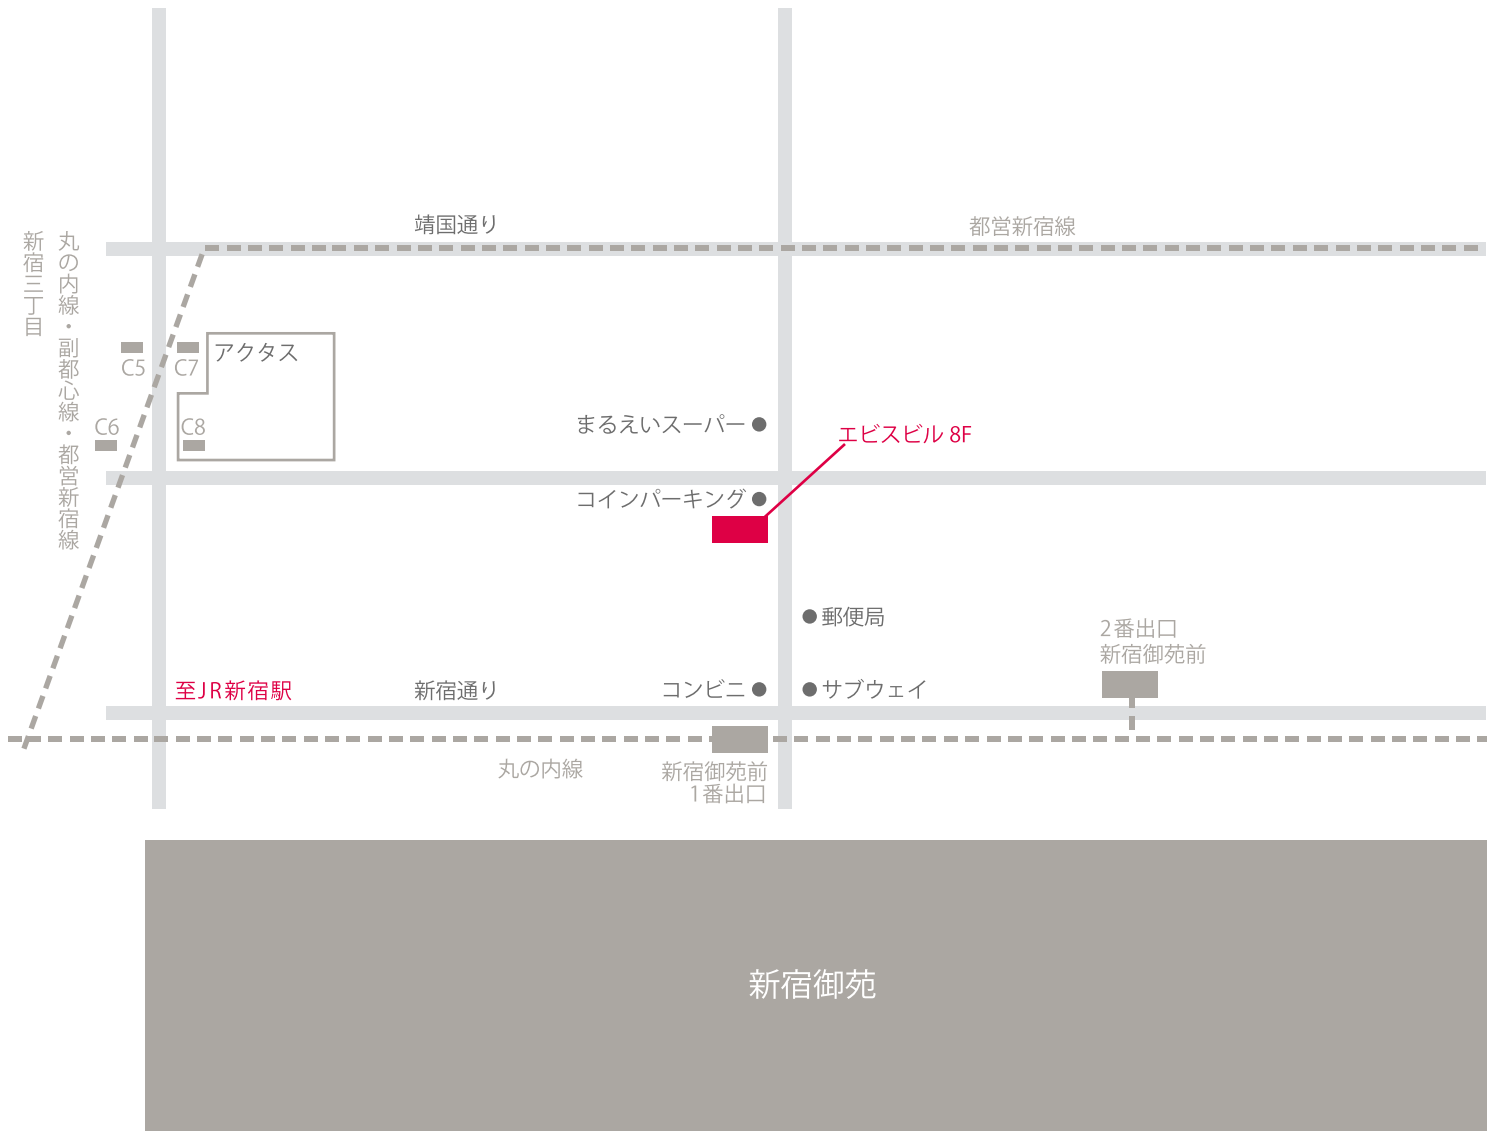 靖国通り
都営新宿線
新宿三丁目
丸の内線・副都心線・都営新宿線
C5
C7
アクタス
C6
C8
まるえいスーパー
エビスビル 8F
コインパーキング
郵便局
2番出口
新宿御苑前
至JR新宿駅
新宿通り
コンビニ
サブウェイ
丸の内線
新宿御苑前
1番出口
新宿御苑